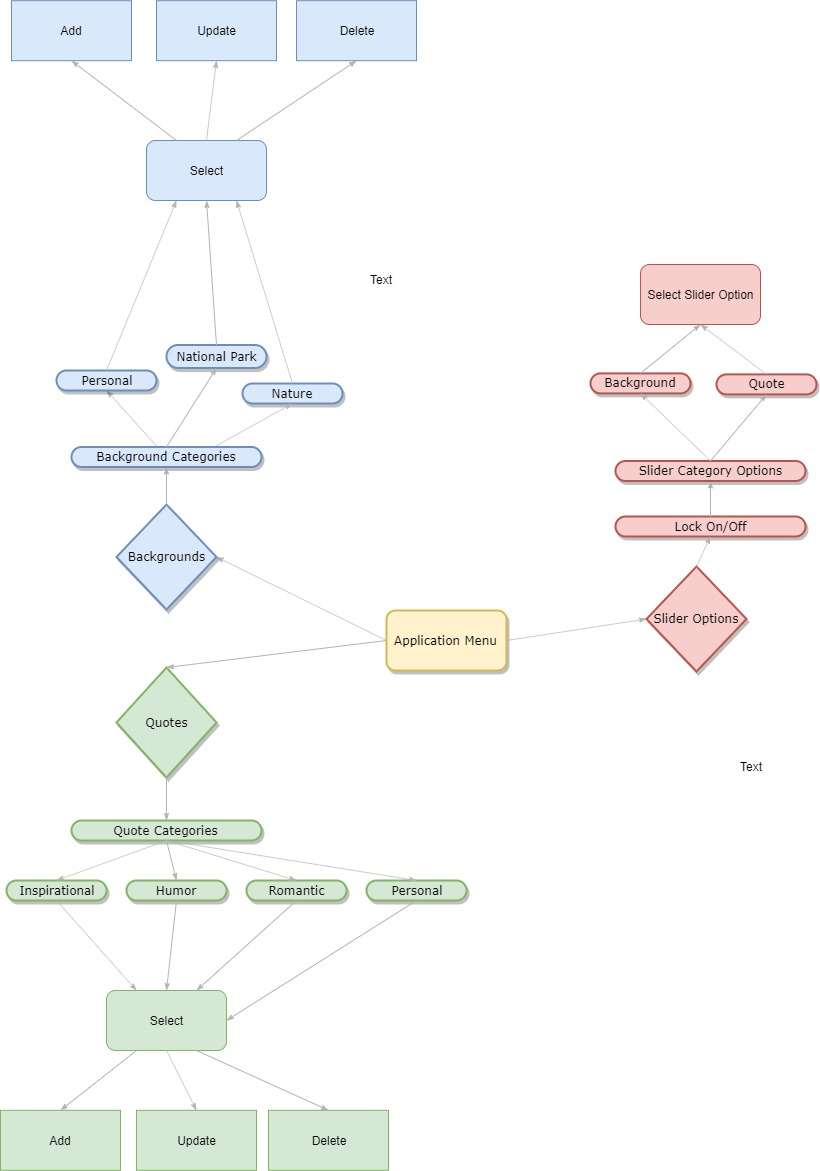 Add
Update
Delete
Select
Text
Select Slider Option
National Park
Personal
Nature
Background
Quote
Background Categories
Slider Category Options
Lock On/Off
Backgrounds
Application Menu
Slider Options
Quotes
Text
Quote Categories
Inspirational
Humor
Romantic
Personal
Select
Add
Update
Delete